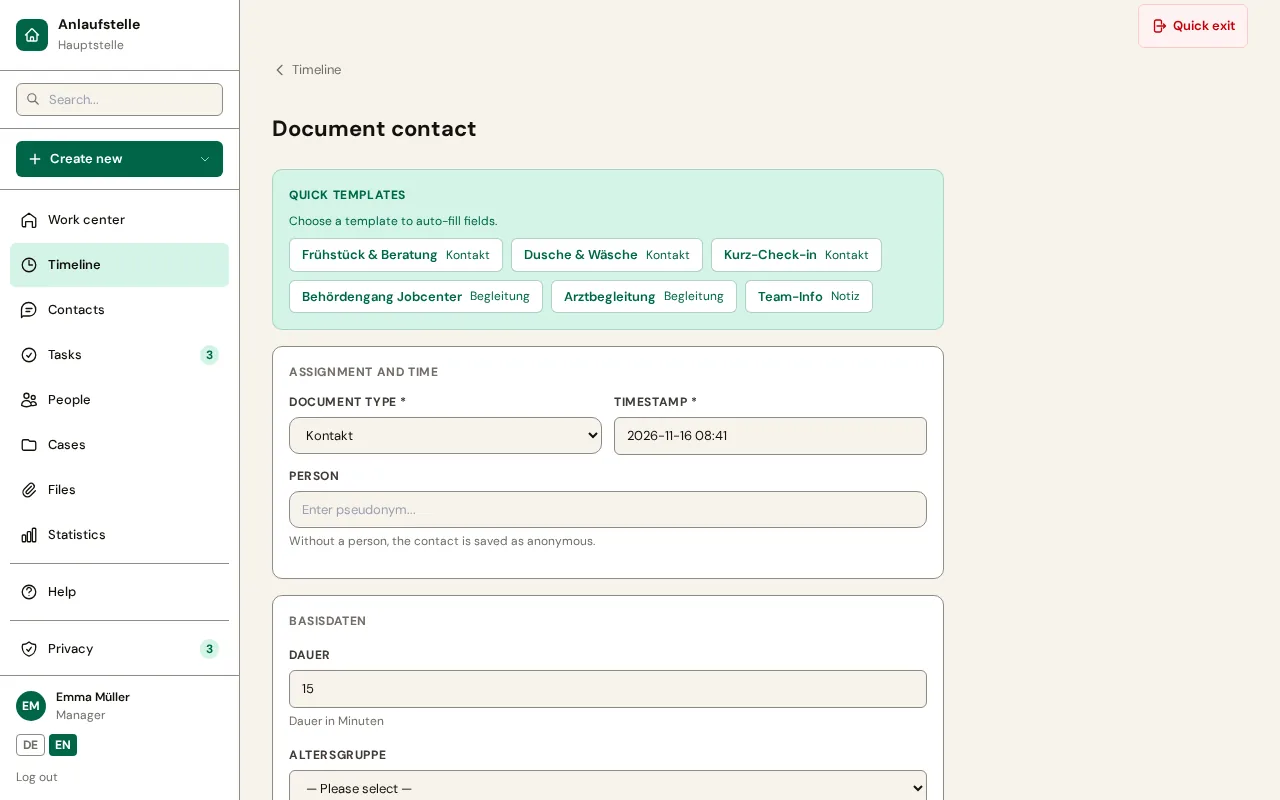 Anlaufstelle
Hauptstelle
Search...
Create new
Work center
Timeline
Contacts
Tasks 3
People
Cases
Files
Statistics
Help
Privacy 3
EM
Emma Müller
Manager
DE EN
Log out
Quick exit
Timeline
Document contact
QUICK TEMPLATES
Choose a template to auto-fill fields.
Frühstück & Beratung Kontakt Dusche & Wäsche Kontakt Kurz-Check-in Kontakt
Behördengang Jobcenter Begleitung Arztbegleitung Begleitung Team-Info Notiz
ASSIGNMENT AND TIME
DOCUMENT TYPE * TIMESTAMP *
Kontakt 2026-11-16 08:41
PERSON
Enter pseudonym...
Without a person, the contact is saved as anonymous.
BASISDATEN
DAUER
15
Dauer in Minuten
ALTERSGRUPPE
— Please select —